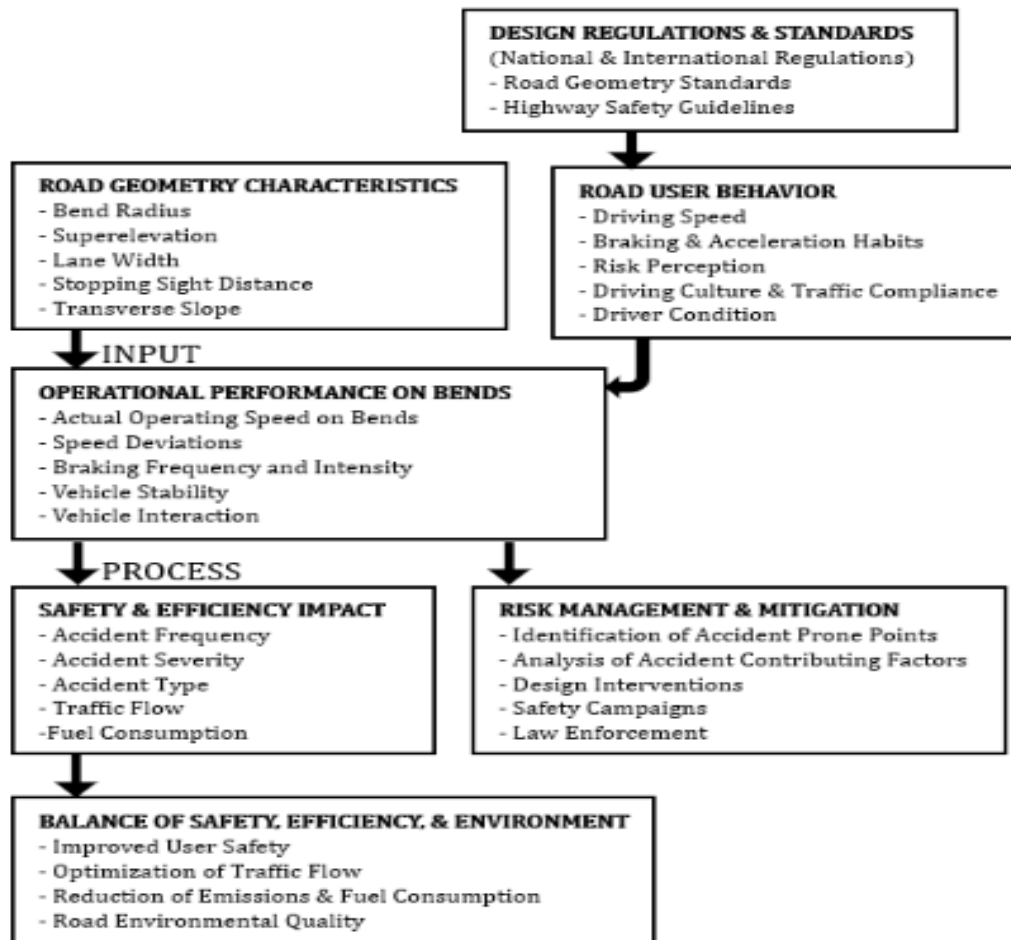 DESIGN REGULATIONS & STANDARDS
(National & International Regulations)
- Road Geometry Standards
- Highway Safety Guidelines
ROAD GEOMETRY CHARACTERISTICS
- Bend Radius
- Superelevation
- Lane Width
- Stopping Sight Distance
- Transverse Slope
ROAD USER BEHAVIOR
- Driving Speed
- Braking & Acceleration Habits
- Risk Perception
- Driving Culture & Traffic Compliance
- Driver Condition
INPUT
OPERATIONAL PERFORMANCE ON BENDS
- Actual Operating Speed on Bends
- Speed Deviations
- Braking Frequency and Intensity
- Vehicle Stability
- Vehicle Interaction
PROCESS
SAFETY & EFFICIENCY IMPACT
- Accident Frequency
- Accident Severity
- Accident Type
- Traffic Flow
-Fuel Consumption
RISK MANAGEMENT & MITIGATION
- Identification of Accident Prone Points
- Analysis of Accident Contributing Factors
- Design Interventions
- Safety Campaigns
- Law Enforcement
BALANCE OF SAFETY, EFFICIENCY, & ENVIRONMENT
- Improved User Safety
- Optimization of Traffic Flow
- Reduction of Emissions & Fuel Consumption
- Road Environmental Quality